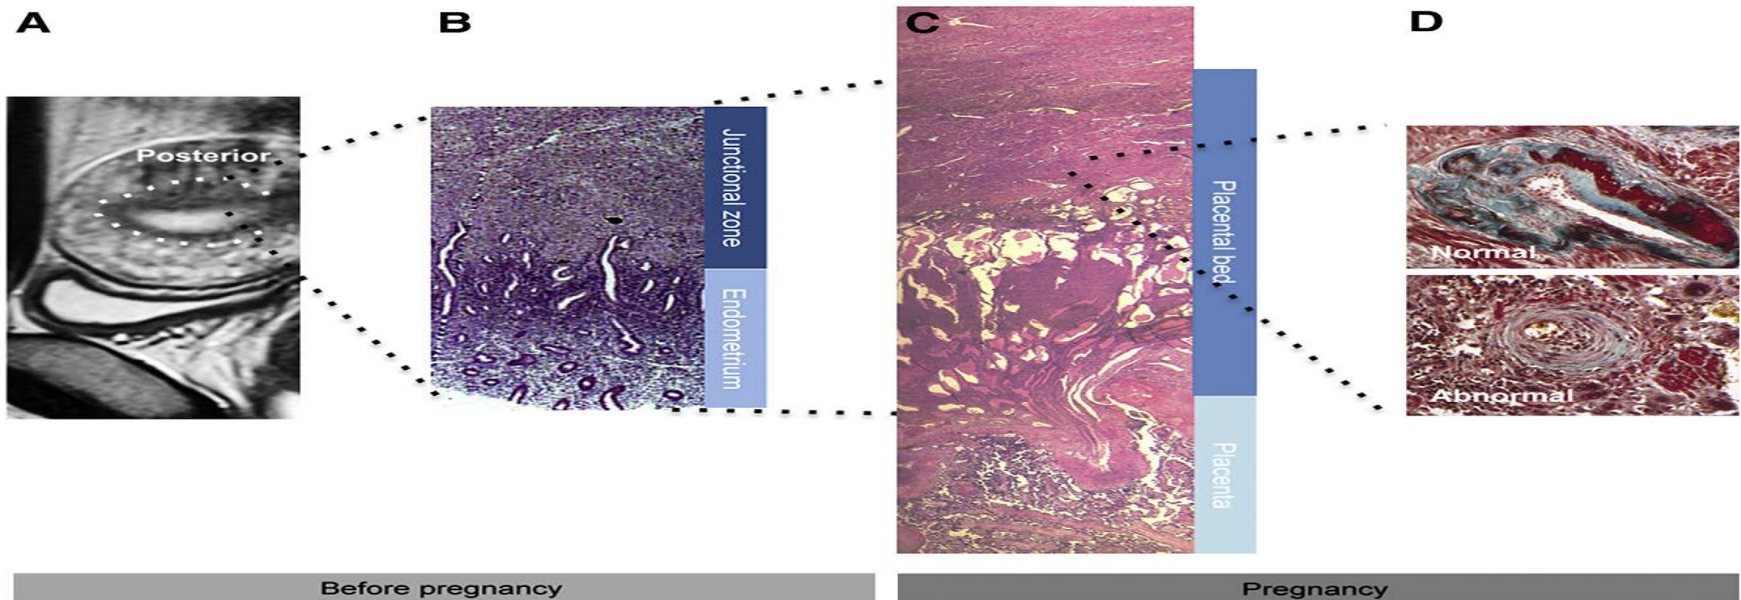 A
B
C
D
Posterior
Junctional zone
Endometrium
Placental bed
Placenta
Normal
Abnormal
Before pregnancy
Pregnancy